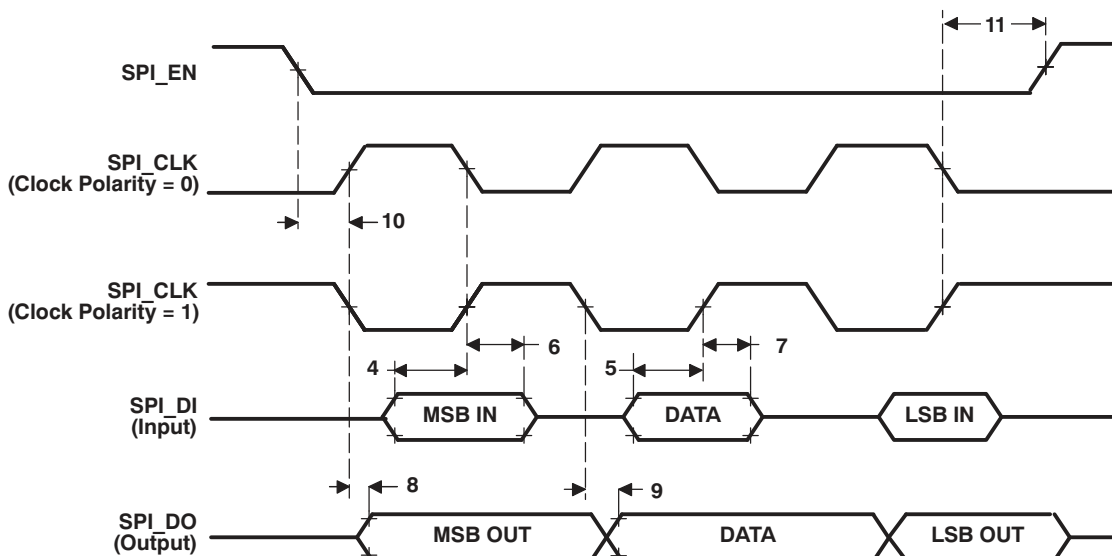 11
SPI_EN
SPI_CLK
(Clock Polarity = 0)
10
SPI_CLK
(Clock Polarity = 1)
4
6
5
7
SPI_DI
(Input)
MSB IN
DATA
LSB IN
8
9
SPI_DO
(Output)
MSB OUT
DATA
LSB OUT